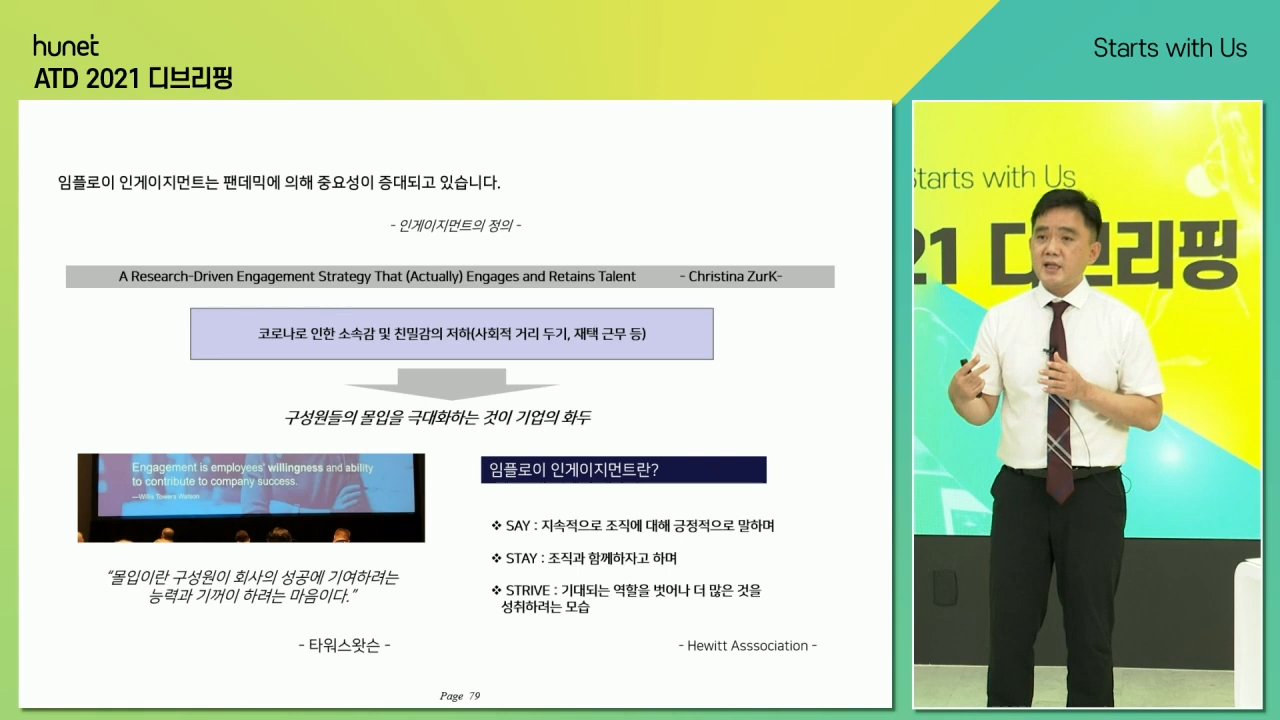 hunet
ATD 2021 디브리핑
Starts with Us
임플로이 인게이지먼트는 팬데믹에 의해 중요성이 증대되고 있습니다.
- 인게이지먼트의 정의 -
A Research-Driven Engagement Strategy That (Actually) Engages and Retains Talent - Christina ZurK-
코로나로 인한 소속감 및 친밀감의 저하(사회적 거리 두기, 재택 근무 등)
구성원들의 몰입을 극대화하는 것이 기업의 화두
Engagement is employees' willingness and ability
to contribute to company success.
—Willis Towers Watson
“몰입이란 구성원이 회사의 성공에 기여하려는
능력과 기꺼이 하려는 마음이다.”
- 타워스왓슨 -
임플로이 인게이지먼트란?
❖ SAY : 지속적으로 조직에 대해 긍정적으로 말하며
❖ STAY : 조직과 함께하자고 하며
❖ STRIVE : 기대되는 역할을 벗어나 더 많은 것을
성취하려는 모습
- Hewitt Asssociation -
Page 79
Starts with Us
21 디브리핑